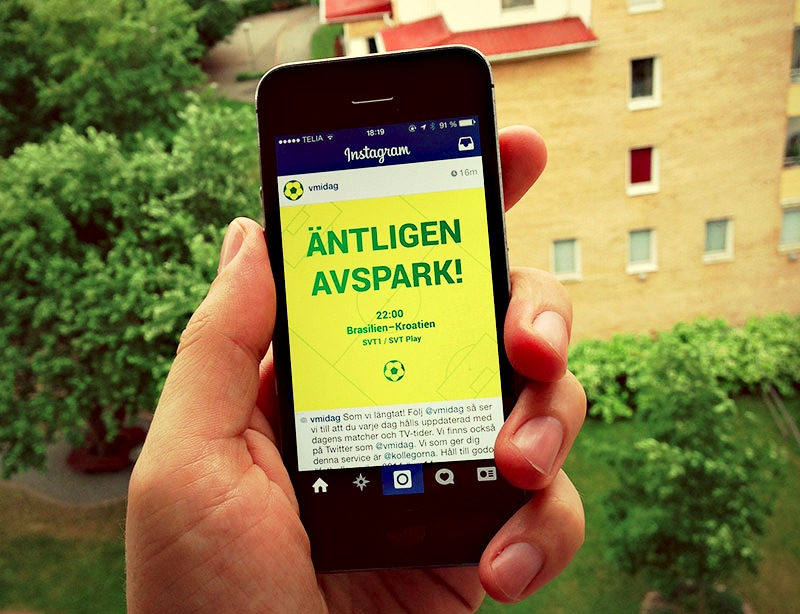 TELIA 18:19 91 %
Instagram
vmidag 16m
ÄNTLIGEN
AVSPARK!
22:00
Brasilien–Kroatien
SVT1 / SVT Play
vmidag Som vi längtat! Följ @vmidag så ser
vi till att du varje dag hålls uppdaterad med
dagens matcher och TV-tider. Vi finns också
på Twitter som @vmidag. Vi som ger dig
denna service är @kollegorna. Håll till godo